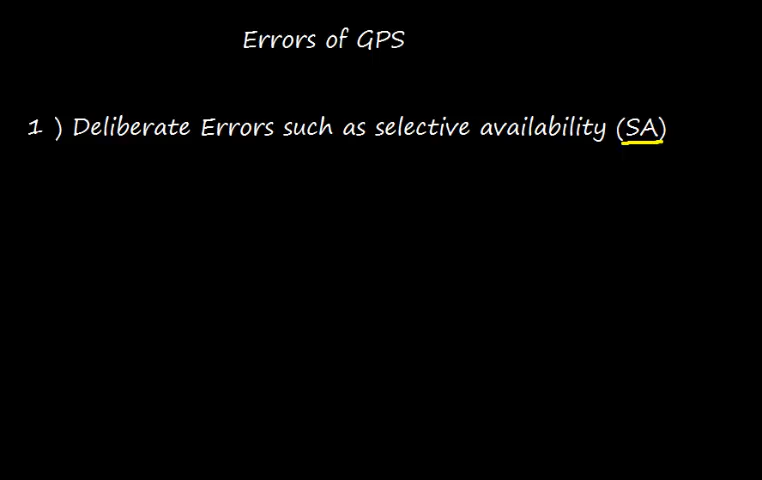 Errors of GPS
1 ) Deliberate Errors such as selective availability (SA)